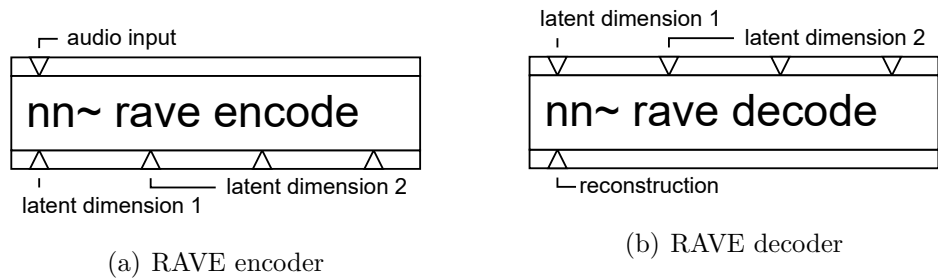 audio input
nn~ rave encode
latent dimension 2
latent dimension 1
(a) RAVE encoder
latent dimension 1
latent dimension 2
nn~ rave decode
reconstruction
(b) RAVE decoder